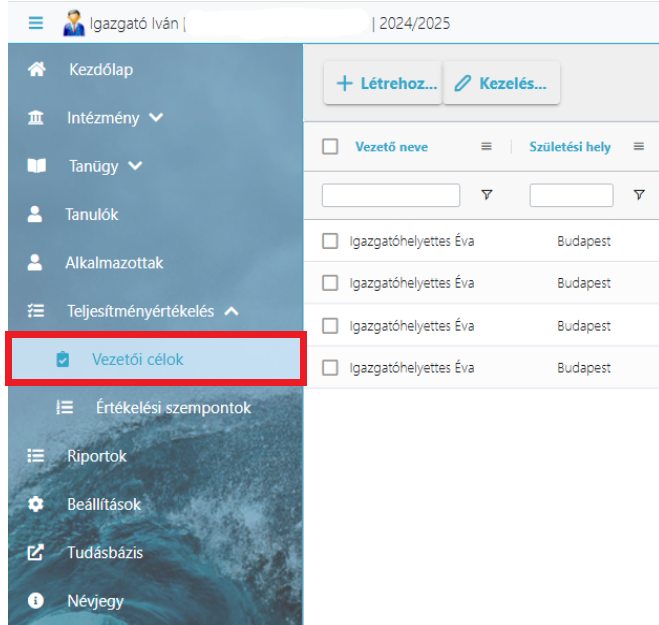 Igazgató Iván [ | 2024/2025
Kezdőlap
Intézmény
Tanügy
Tanulók
Alkalmazottak
Teljesítményértékelés
Vezetői célok
Értékelési szempontok
Riportok
Beállítások
Tudásbázis
Névjegy
Létrehoz... Kezelés...
Vezető neve Születési hely
Igazgatóhelyettes Éva Budapest
Igazgatóhelyettes Éva Budapest
Igazgatóhelyettes Éva Budapest
Igazgatóhelyettes Éva Budapest